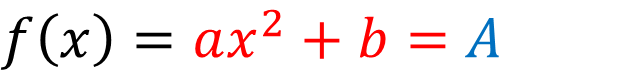 f(x) = ax² + b = A